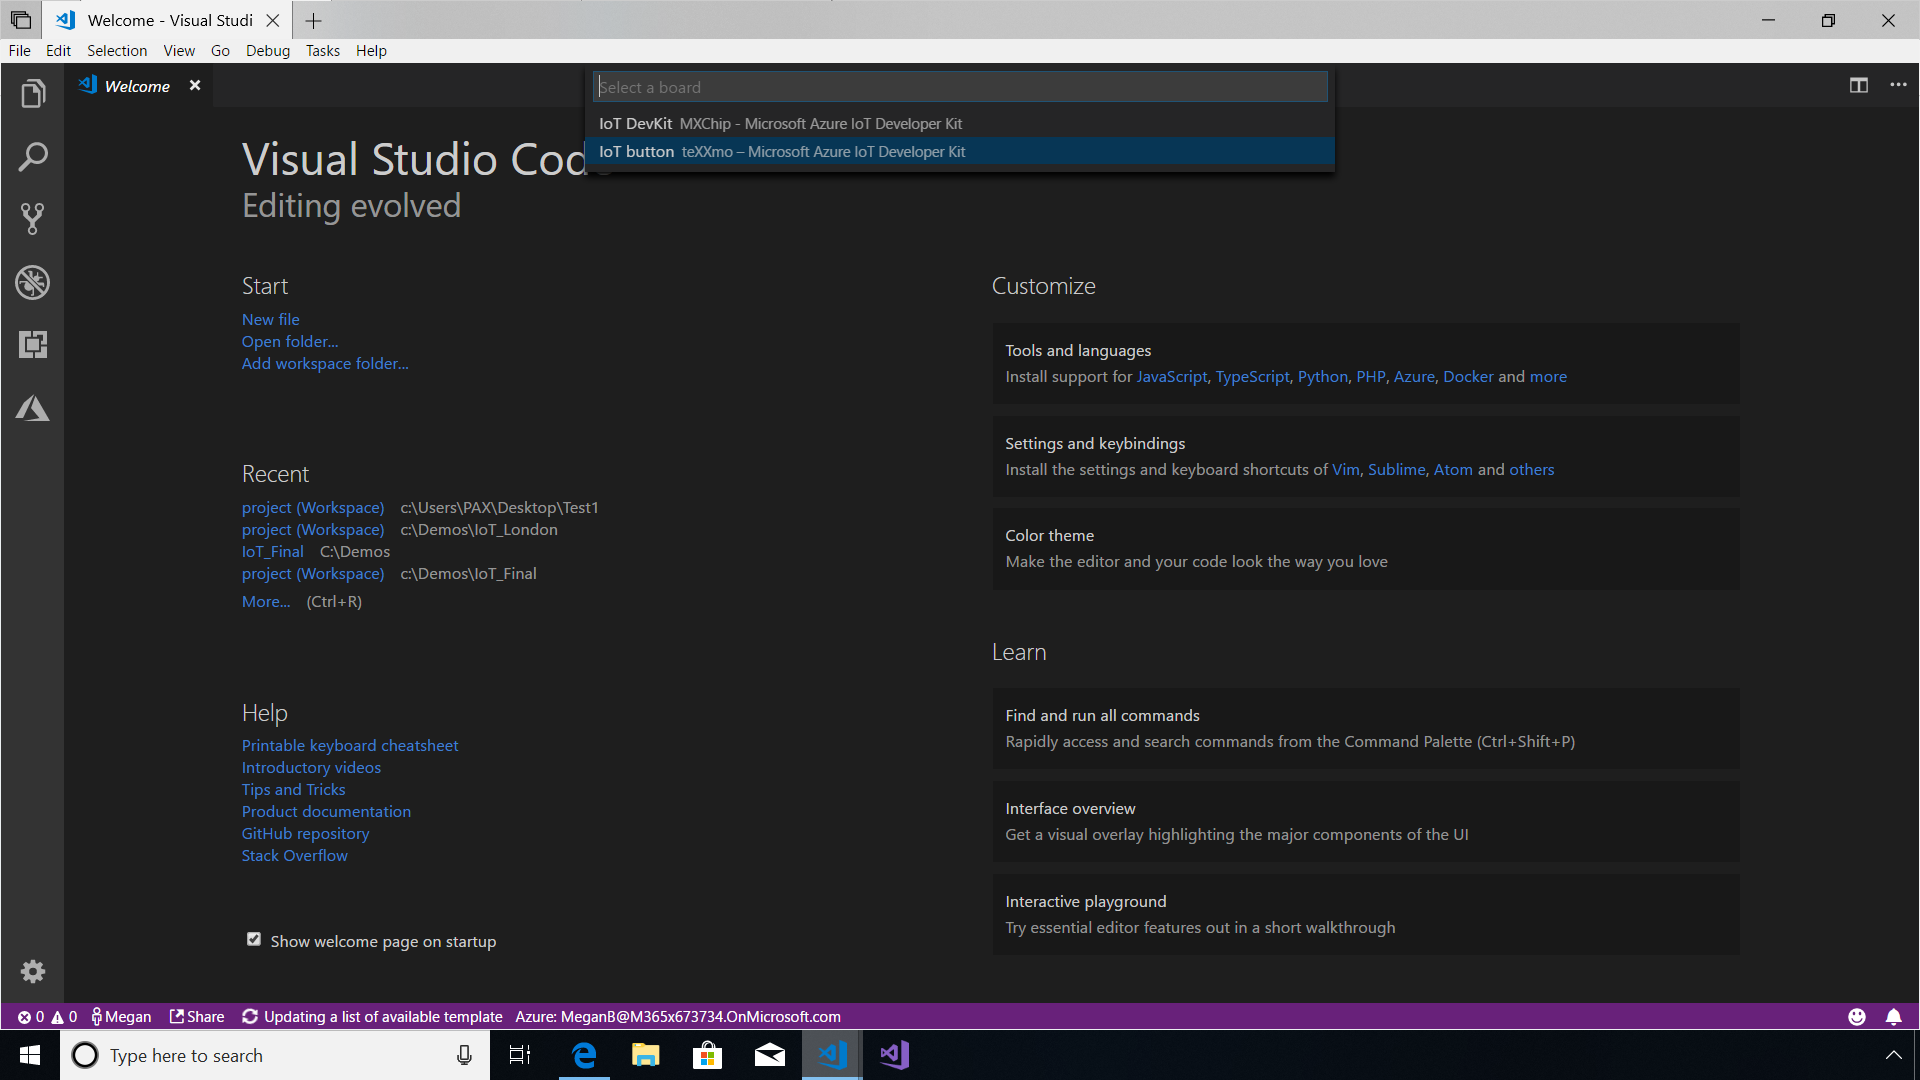 Welcome - Visual Studi
File Edit Selection View Go Debug Tasks Help
Welcome
Select a board
IoT DevKit MXChip - Microsoft Azure IoT Developer Kit
IoT button teXXmo – Microsoft Azure IoT Developer Kit
Visual Studio Code
Editing evolved
Start
New file
Open folder...
Add workspace folder...
Recent
project (Workspace) c:\Users\PAX\Desktop\Test1
project (Workspace) c:\Demos\IoT_London
IoT_Final C:\Demos
project (Workspace) c:\Demos\IoT_Final
More... (Ctrl+R)
Help
Printable keyboard cheatsheet
Introductory videos
Tips and Tricks
Product documentation
GitHub repository
Stack Overflow
Show welcome page on startup
Customize
Tools and languages
Install support for JavaScript, TypeScript, Python, PHP, Azure, Docker and more
Settings and keybindings
Install the settings and keyboard shortcuts of Vim, Sublime, Atom and others
Color theme
Make the editor and your code look the way you love
Learn
Find and run all commands
Rapidly access and search commands from the Command Palette (Ctrl+Shift+P)
Interface overview
Get a visual overlay highlighting the major components of the UI
Interactive playground
Try essential editor features out in a short walkthrough
0 0 Megan Share Updating a list of available template Azure: MeganB@M365x673734.OnMicrosoft.com
Type here to search